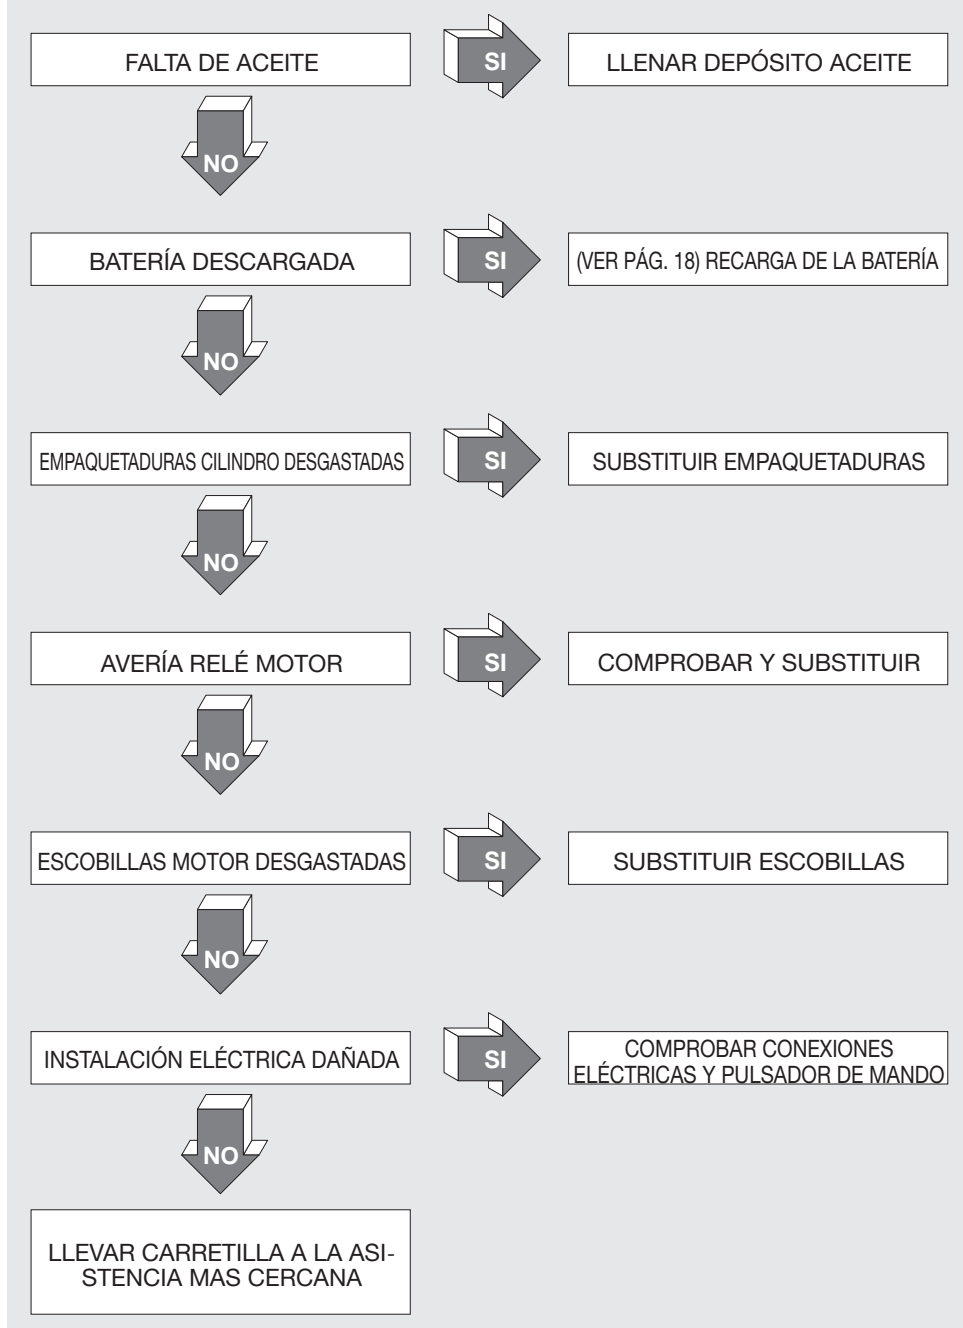 FALTA DE ACEITE
SI
LLENAR DEPÓSITO ACEITE
NO
BATERÍA DESCARGADA
SI
(VER PÁG. 18) RECARGA DE LA BATERÍA
NO
EMPAQUETADURAS CILINDRO DESGASTADAS
SI
SUBSTITUIR EMPAQUETADURAS
NO
AVERÍA RELÉ MOTOR
SI
COMPROBAR Y SUBSTITUIR
NO
ESCOBILLAS MOTOR DESGASTADAS
SI
SUBSTITUIR ESCOBILLAS
NO
INSTALACIÓN ELÉCTRICA DAÑADA
SI
COMPROBAR CONEXIONES
ELÉCTRICAS Y PULSADOR DE MANDO
NO
LLEVAR CARRETILLA A LA ASI-
STENCIA MAS CERCANA